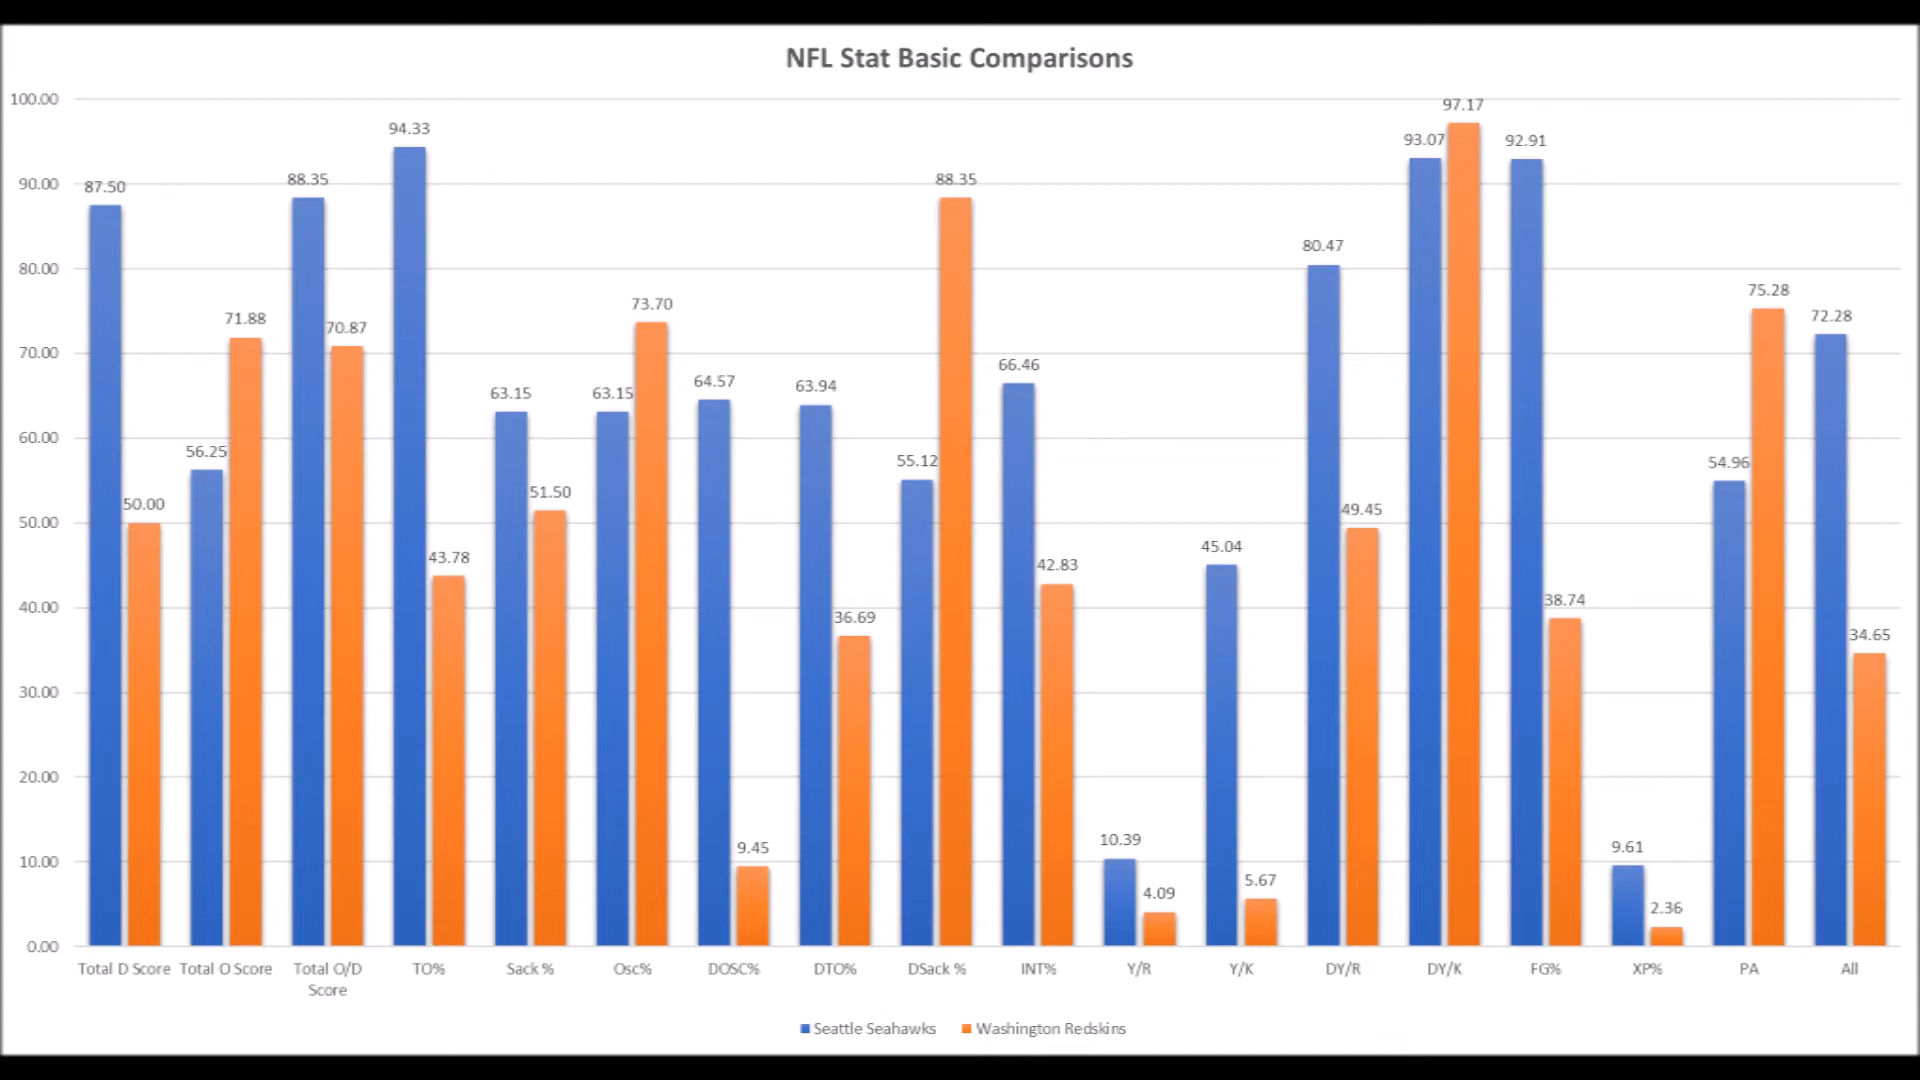 NFL Stat Basic Comparisons
100.00
90.00
80.00
70.00
60.00
50.00
40.00
30.00
20.00
10.00
0.00
87.50
50.00
56.25
71.88
88.35
70.87
94.33
43.78
63.15
51.50
63.15
73.70
64.57
9.45
63.94
36.69
55.12
88.35
66.46
42.83
10.39
4.09
45.04
5.67
80.47
49.45
93.07
97.17
92.91
38.74
9.61
2.36
54.96
75.28
72.28
34.65
Total D Score
Total O Score
Total O/D
Score
TO%
Sack %
Osc%
DOSC%
DTO%
DSack %
INT%
Y/R
Y/K
DY/R
DY/K
FG%
XP%
PA
All
Seattle Seahawks
Washington Redskins